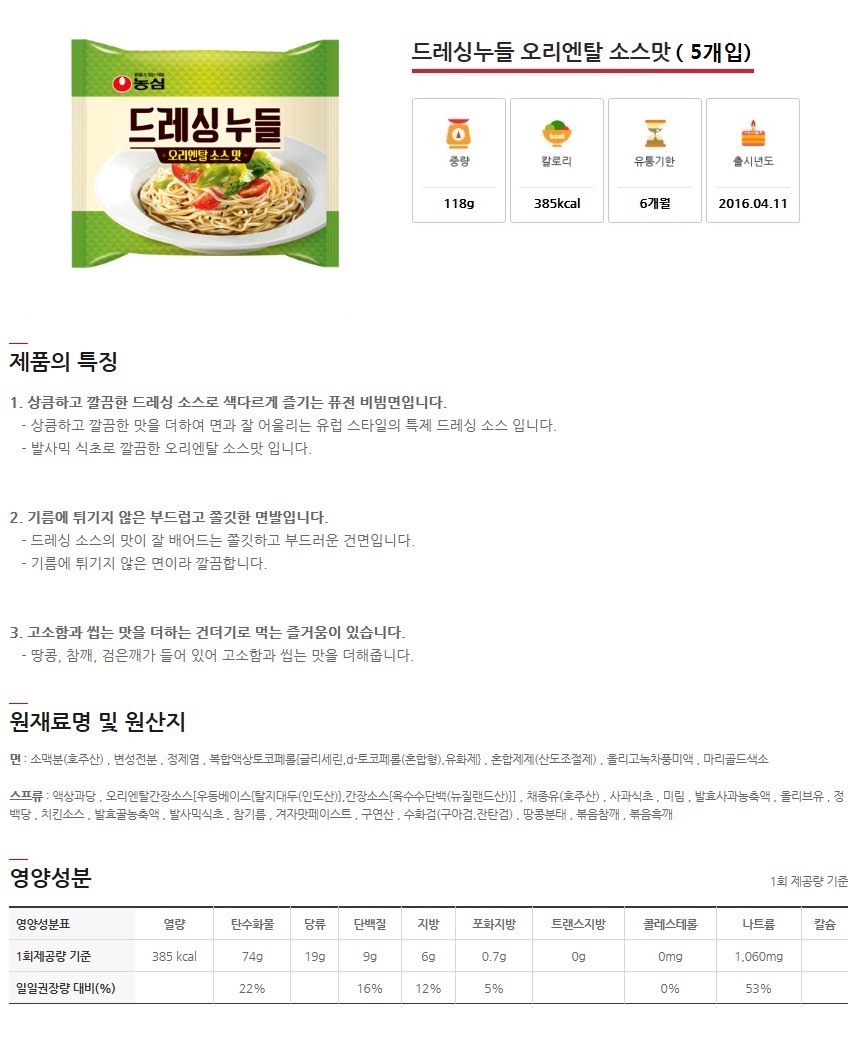 드레싱누들 오리엔탈 소스맛 ( 5개입)
농심
드레싱 누들
오리엔탈 소스 맛
중량
칼로리
유통기한
출시년도
118g
385kcal
6개월
2016.04.11
제품의 특징
1. 상큼하고 깔끔한 드레싱 소스로 색다르게 즐기는 퓨전 비빔면입니다.
- 상큼하고 깔끔한 맛을 더하여 면과 잘 어울리는 유럽 스타일의 특제 드레싱 소스 입니다.
- 발사믹 식초로 깔끔한 오리엔탈 소스맛 입니다.
2. 기름에 튀기지 않은 부드럽고 쫄깃한 면발입니다.
- 드레싱 소스의 맛이 잘 배어드는 쫄깃하고 부드러운 건면입니다.
- 기름에 튀기지 않은 면이라 깔끔합니다.
3. 고소함과 씹는 맛을 더하는 건더기로 먹는 즐거움이 있습니다.
- 땅콩, 참깨, 검은깨가 들어 있어 고소함과 씹는 맛을 더해줍니다.
원재료명 및 원산지
면 : 소맥분(호주산) , 변성전분 , 정제염 , 복합액상토코페롤{글리세린,d-토코페롤(혼합형),유화제} , 혼합제제(산도조절제) , 올리고녹차풍미액 , 마리골드색소
스프류 : 액상과당 , 오리엔탈간장소스[우동베이스{탈지대두(인도산)},간장소스{옥수수단백(뉴질랜드산)}] , 채종유(호주산) , 사과식초 , 미림 , 발효사과농축액 , 올리브유 , 정
백당 , 치킨소스 , 발효꿀농축액 , 발사믹식초 , 참기름 , 겨자맛페이스트 , 구연산 , 수화검(구아검,잔탄검) , 땅콩분태 , 볶음참깨 , 볶음흑깨
영양성분
1회 제공량 기준
영양성분표 열량 탄수화물 당류 단백질 지방 포화지방 트랜스지방 콜레스테롤 나트륨 칼슘
1회제공량 기준 385 kcal 74g 19g 9g 6g 0.7g 0g 0mg 1,060mg
일일권장량 대비(%) 22% 16% 12% 5% 0% 53%